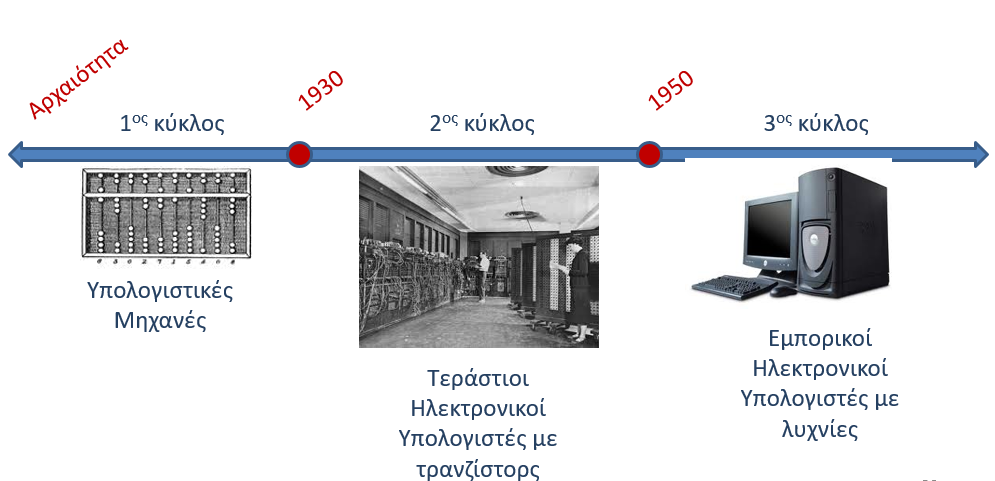 Αρχαιότητα
1930
1950
1ος κύκλος
2ος κύκλος
3ος κύκλος
Υπολογιστικές
Μηχανές
Τεράστιοι
Ηλεκτρονικοί
Υπολογιστές με
τρανζίστορς
Εμπορικοί
Ηλεκτρονικοί
Υπολογιστές με
λυχνίες